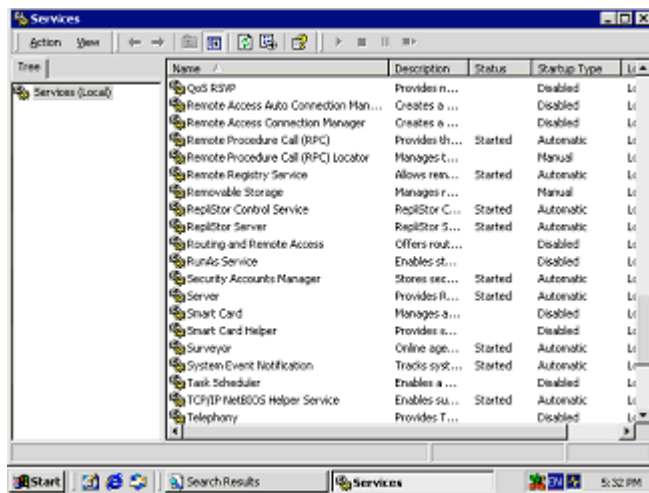 Services
Action View
Tree
Name Description Status Startup Type
Services (Local)
QoS RSVP Provides n... Disabled
Remote Access Auto Connection Man... Creates a ... Disabled
Remote Access Connection Manager Creates a ... Disabled
Remote Procedure Call (RPC) Provides th... Started Automatic
Remote Procedure Call (RPC) Locator Manages t... Manual
Remote Registry Service Allows rem... Started Automatic
Removable Storage Manages r... Manual
RepliStor Control Service RepliStor C... Started Automatic
RepliStor Server RepliStor S... Started Automatic
Routing and Remote Access Offers rout... Disabled
RunAs Service Enables st... Disabled
Security Accounts Manager Stores sec... Started Automatic
Server Provides R... Started Automatic
Smart Card Manages a... Disabled
Smart Card Helper Provides s... Disabled
Surveyor Online age... Started Automatic
System Event Notification Tracks syst... Started Automatic
Task Scheduler Enables a ... Disabled
TCP/IP NetBIOS Helper Service Enables su... Started Automatic
Telephony Provides T... Disabled
Start Search Results Services EN 5:32 PM